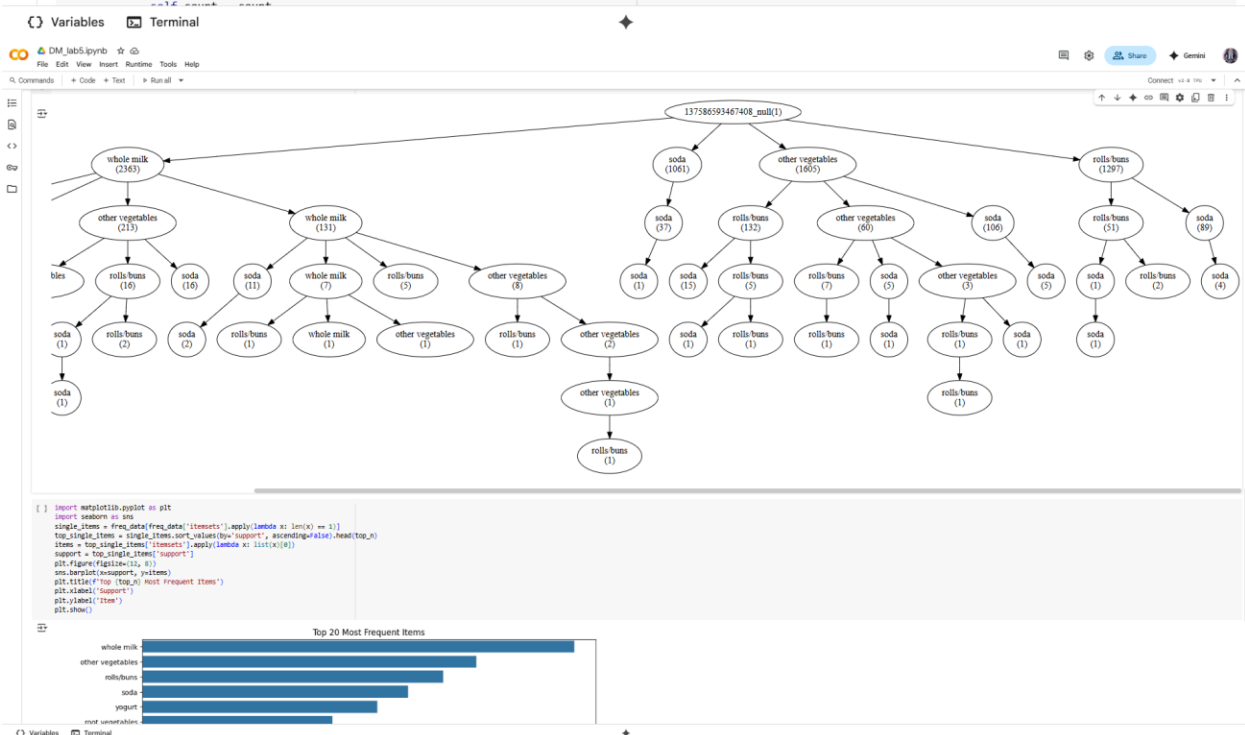 self.count = count
{} Variables Terminal
DM_lab5.ipynb
File Edit View Insert Runtime Tools Help
Share Gemini
Commands + Code + Text Run all
Connect v2-8 TPU
137586593467408_null(1)
whole milk
(2363)
soda
(1061)
other vegetables
(1605)
rolls/buns
(1297)
other vegetables
(213)
whole milk
(131)
soda
(37)
rolls/buns
(132)
other vegetables
(60)
soda
(106)
rolls/buns
(51)
soda
(89)
bles
rolls/buns
(16)
soda
(16)
soda
(11)
whole milk
(7)
rolls/buns
(5)
other vegetables
(8)
soda
(1)
soda
(15)
rolls/buns
(5)
rolls/buns
(7)
soda
(5)
other vegetables
(3)
soda
(5)
soda
(1)
rolls/buns
(2)
soda
(4)
soda
(1)
rolls/buns
(2)
soda
(2)
rolls/buns
(1)
whole milk
(1)
other vegetables
(1)
rolls/buns
(1)
other vegetables
(2)
soda
(1)
rolls/buns
(1)
rolls/buns
(1)
soda
(1)
rolls/buns
(1)
soda
(1)
soda
(1)
soda
(1)
other vegetables
(1)
rolls/buns
(1)
rolls/buns
(1)
[ ] import matplotlib.pyplot as plt
import seaborn as sns
single_items = freq_data[freq_data['itemsets'].apply(lambda x: len(x) == 1)]
top_single_items = single_items.sort_values(by='support', ascending=False).head(top_n)
items = top_single_items['itemsets'].apply(lambda x: list(x)[0])
support = top_single_items['support']
plt.figure(figsize=(12, 8))
sns.barplot(x=support, y=items)
plt.title(f'Top {top_n} Most Frequent Items')
plt.xlabel('Support')
plt.ylabel('Item')
plt.show()
Top 20 Most Frequent Items
whole milk
other vegetables
rolls/buns
soda
yogurt
root vegetables
{} Variables Terminal